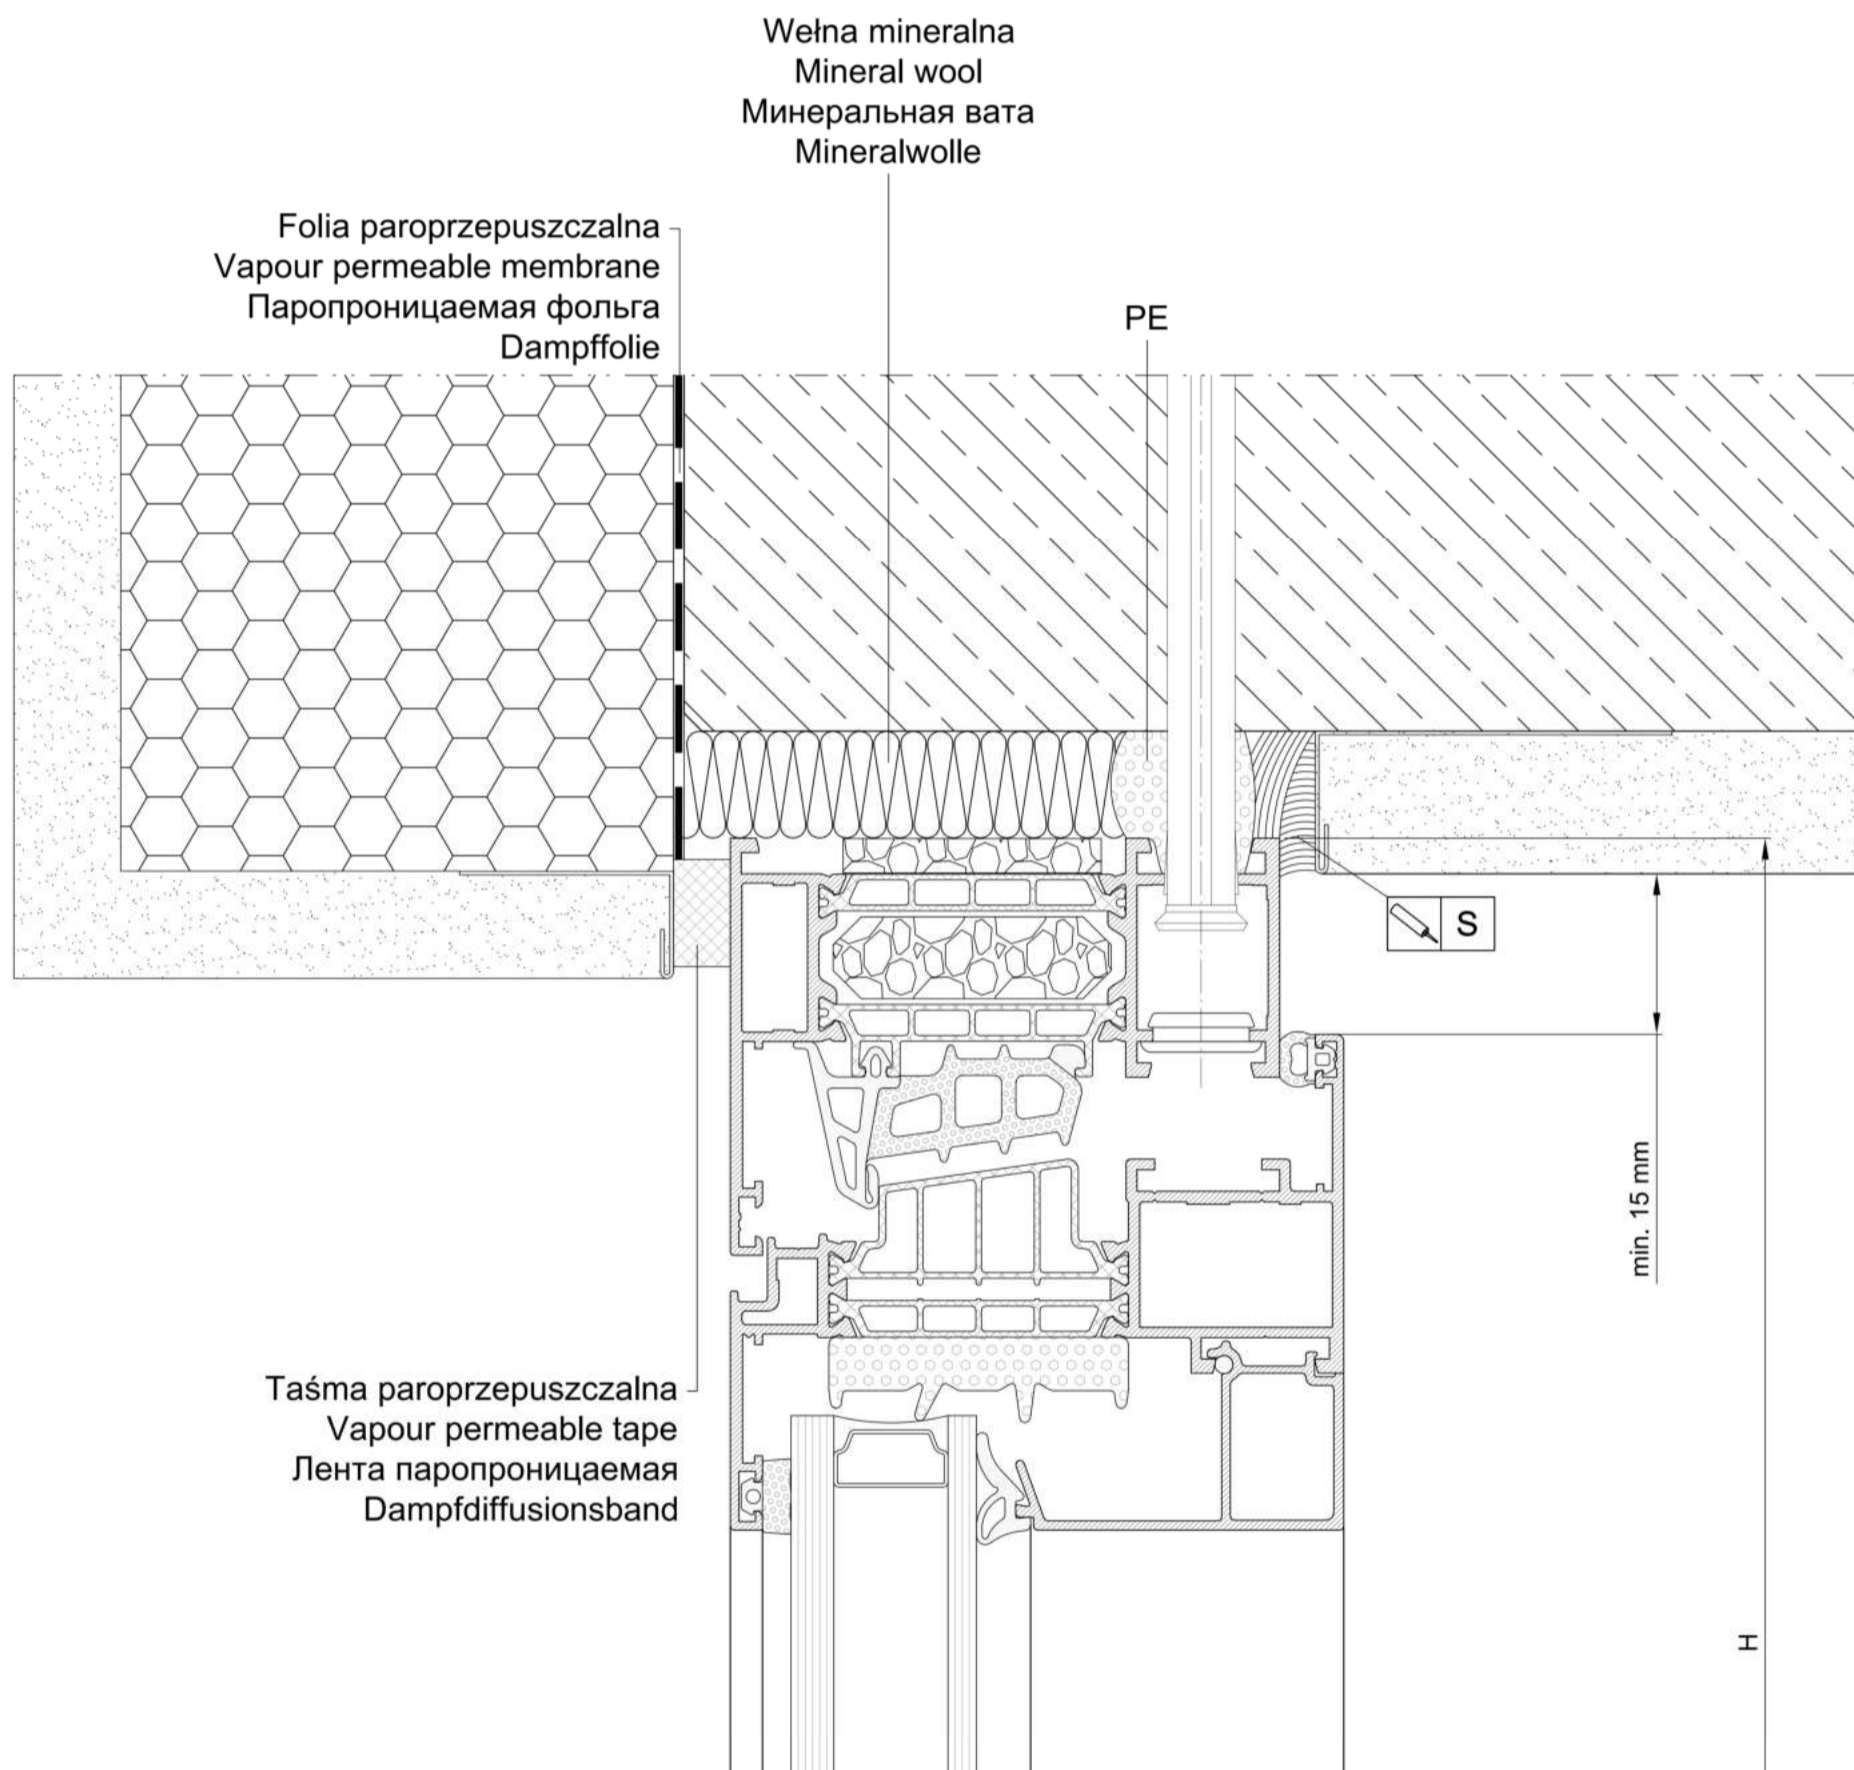 Wełna mineralna
Mineral wool
Минеральная вата
Mineralwolle
Folia paroprzepuszczalna
Vapour permeable membrane
Паропроницаемая фольга
Dampffolie
PE
S
min. 15 mm
Taśma paroprzepuszczalna
Vapour permeable tape
Лента паропроницаемая
Dampfdiffusionsband
H